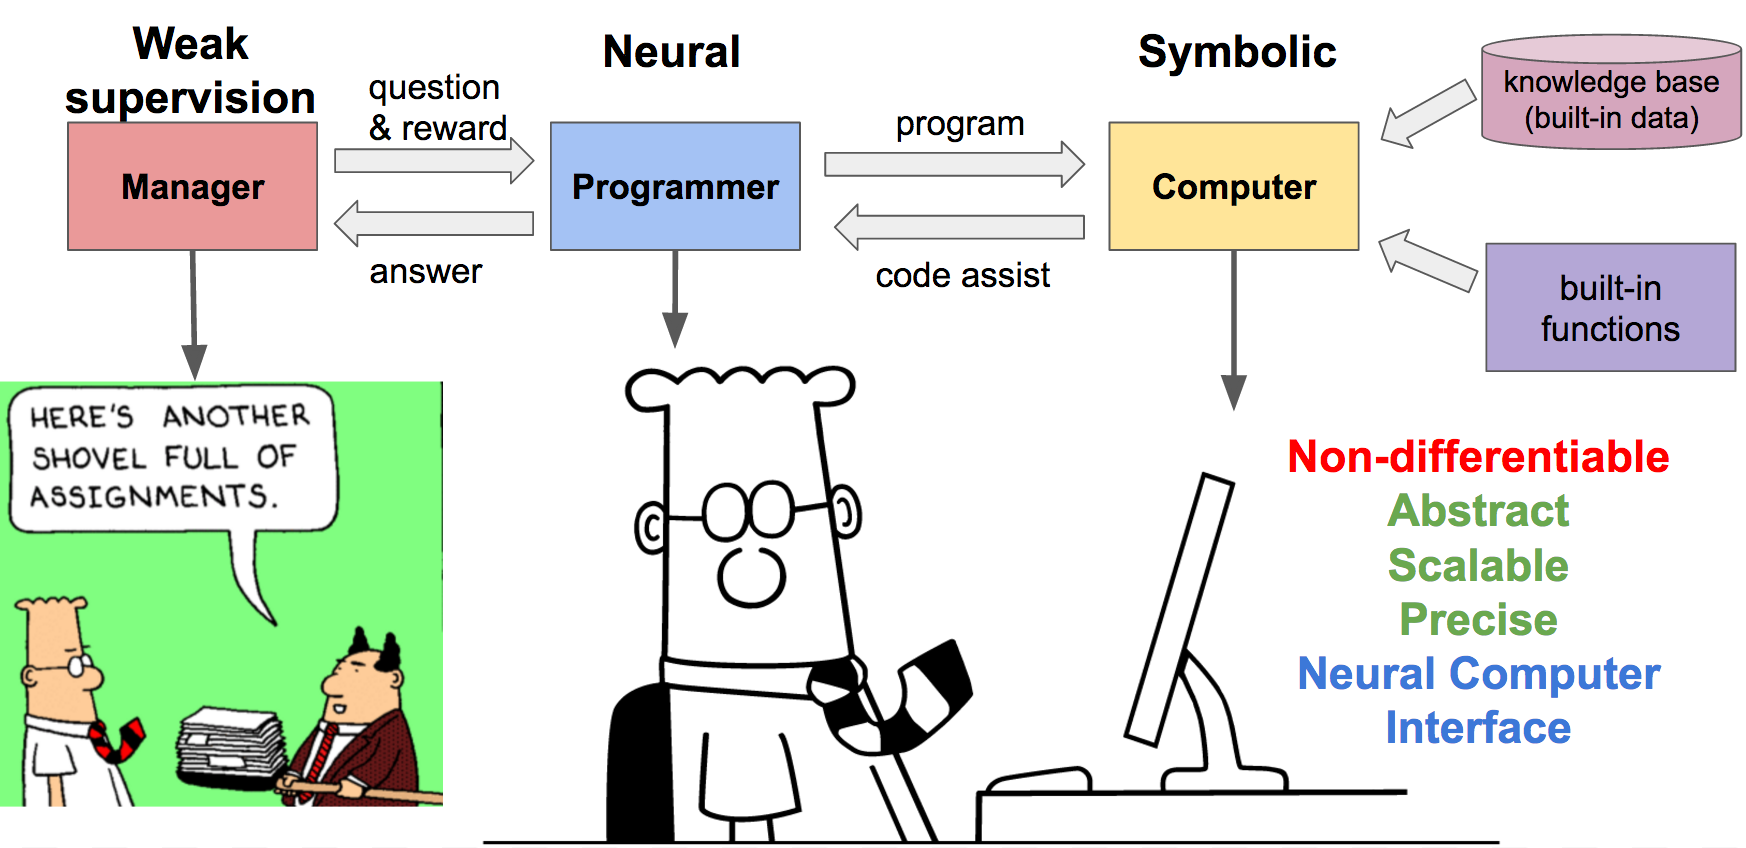 Weak
supervision
Neural
Symbolic
question
& reward
program
knowledge base
(built-in data)
Manager
Programmer
Computer
answer
code assist
built-in
functions
HERE'S ANOTHER
SHOVEL FULL OF
ASSIGNMENTS.
Non-differentiable
Abstract
Scalable
Precise
Neural Computer
Interface